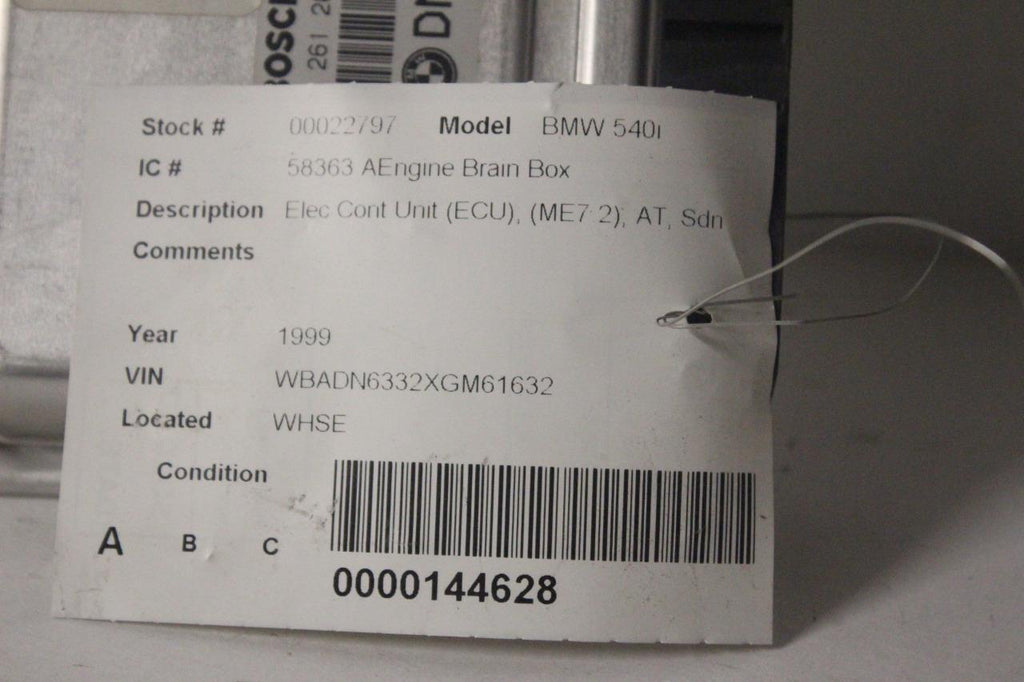 261
Stock # 00022797 Model BMW 540i
IC # 58363 AEngine Brain Box
Description Elec Cont Unit (ECU), (ME7.2), AT, Sdn
Comments
Year 1999
VIN WBADN6332XGM61632
Located WHSE
Condition
A B C
0000144628